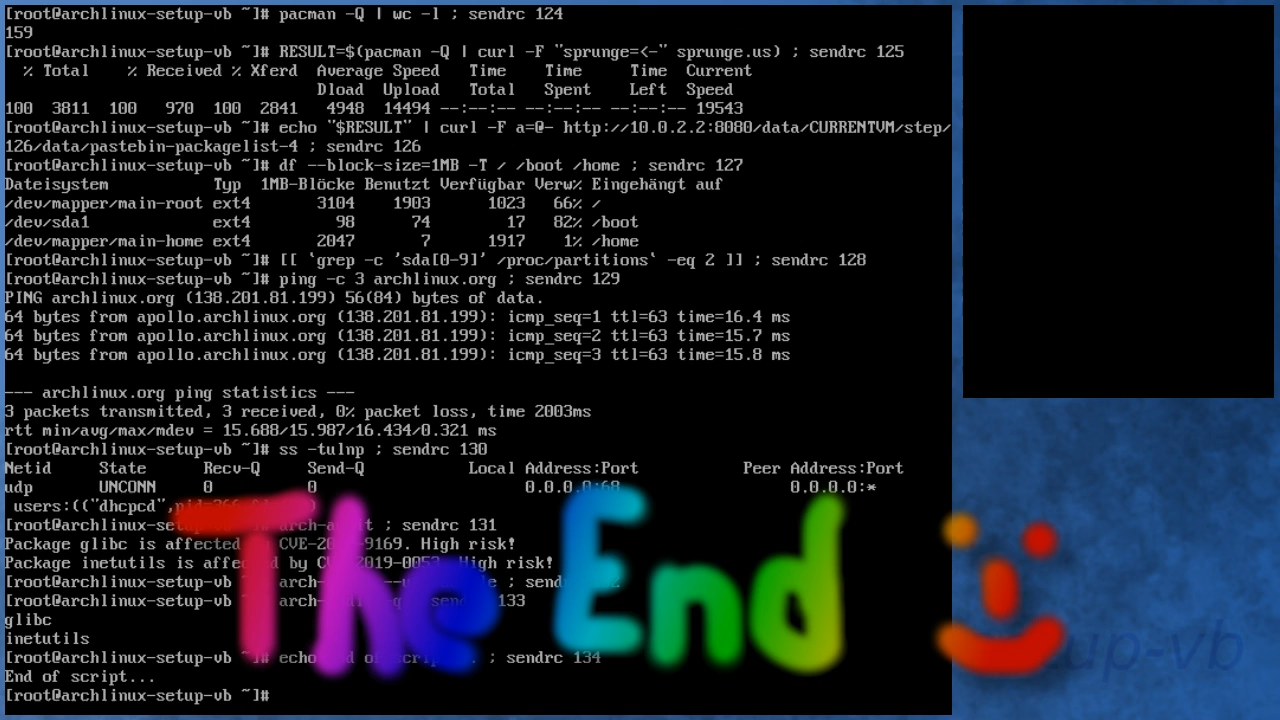 [root@archlinux-setup-vb ~]# pacman -Q | wc -l ; sendrc 124
159
[root@archlinux-setup-vb ~]# RESULT=$(pacman -Q | curl -F "sprunge=<-" sprunge.us) ; sendrc 125
% Total % Received % Xferd Average Speed Time Time Time Current
Dload Upload Total Spent Left Speed
100 3811 100 970 100 2841 4948 14494 --:--:-- --:--:-- --:--:-- 19543
[root@archlinux-setup-vb ~]# echo "$RESULT" | curl -F a=@- http://10.0.2.2:8080/data/CURRENTVM/step/
126/data/pastebin-packagelist-4 ; sendrc 126
[root@archlinux-setup-vb ~]# df --block-size=1MB -T / /boot /home ; sendrc 127
Dateisystem Typ 1MB-Blöcke Benutzt Verfügbar Verw% Eingehängt auf
/dev/mapper/main-root ext4 3104 1903 1023 66% /
/dev/sda1 ext4 98 74 17 82% /boot
/dev/mapper/main-home ext4 2047 7 1917 1% /home
[root@archlinux-setup-vb ~]# [[ `grep -c 'sda[0-9]' /proc/partitions` -eq 2 ]] ; sendrc 128
[root@archlinux-setup-vb ~]# ping -c 3 archlinux.org ; sendrc 129
PING archlinux.org (138.201.81.199) 56(84) bytes of data.
64 bytes from apollo.archlinux.org (138.201.81.199): icmp_seq=1 ttl=63 time=16.4 ms
64 bytes from apollo.archlinux.org (138.201.81.199): icmp_seq=2 ttl=63 time=15.7 ms
64 bytes from apollo.archlinux.org (138.201.81.199): icmp_seq=3 ttl=63 time=15.8 ms
--- archlinux.org ping statistics ---
3 packets transmitted, 3 received, 0% packet loss, time 2003ms
rtt min/avg/max/mdev = 15.688/15.987/16.434/0.321 ms
[root@archlinux-setup-vb ~]# ss -tulnp ; sendrc 130
Netid State Recv-Q Send-Q Local Address:Port Peer Address:Port
udp UNCONN 0 0 0.0.0.0:68 0.0.0.0:*
users:(("dhcpcd",
[root@archlinux-setup-vb ~]# arch-audit ; sendrc 131
Package glibc is affected CVE-20 -9169. High risk!
Package inetutils is affected by CVE-2019-0053. High risk!
[root@archlinux-setup-vb ~]# arch-
[root@archlinux-setup-vb ~]# arch- 133
glibc
inetutils
[root@archlinux-setup-vb ~]# echo End of script... ; sendrc 134
End of script...
[root@archlinux-setup-vb ~]#
The End
up-vb